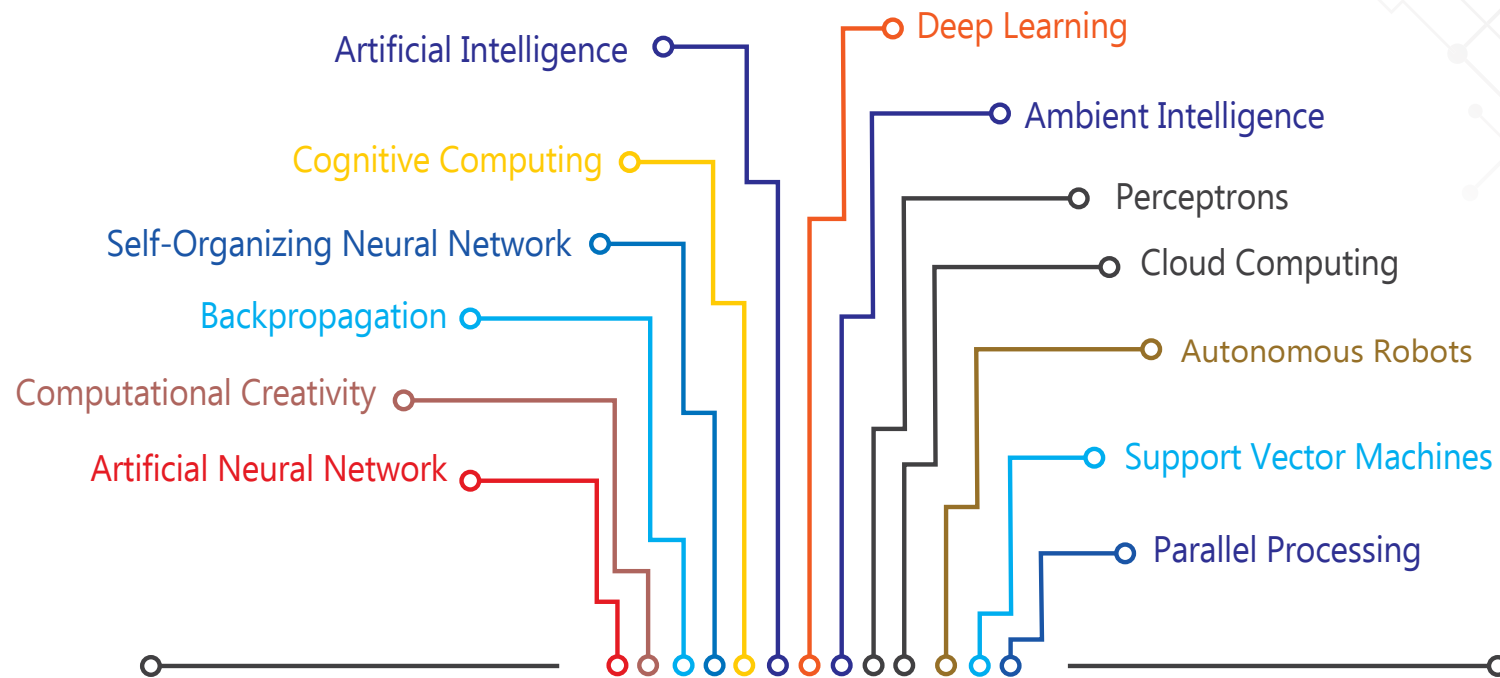 Artificial Intelligence
Cognitive Computing
Self-Organizing Neural Network
Backpropagation
Computational Creativity
Artificial Neural Network
Deep Learning
Ambient Intelligence
Perceptrons
Cloud Computing
Autonomous Robots
Support Vector Machines
Parallel Processing